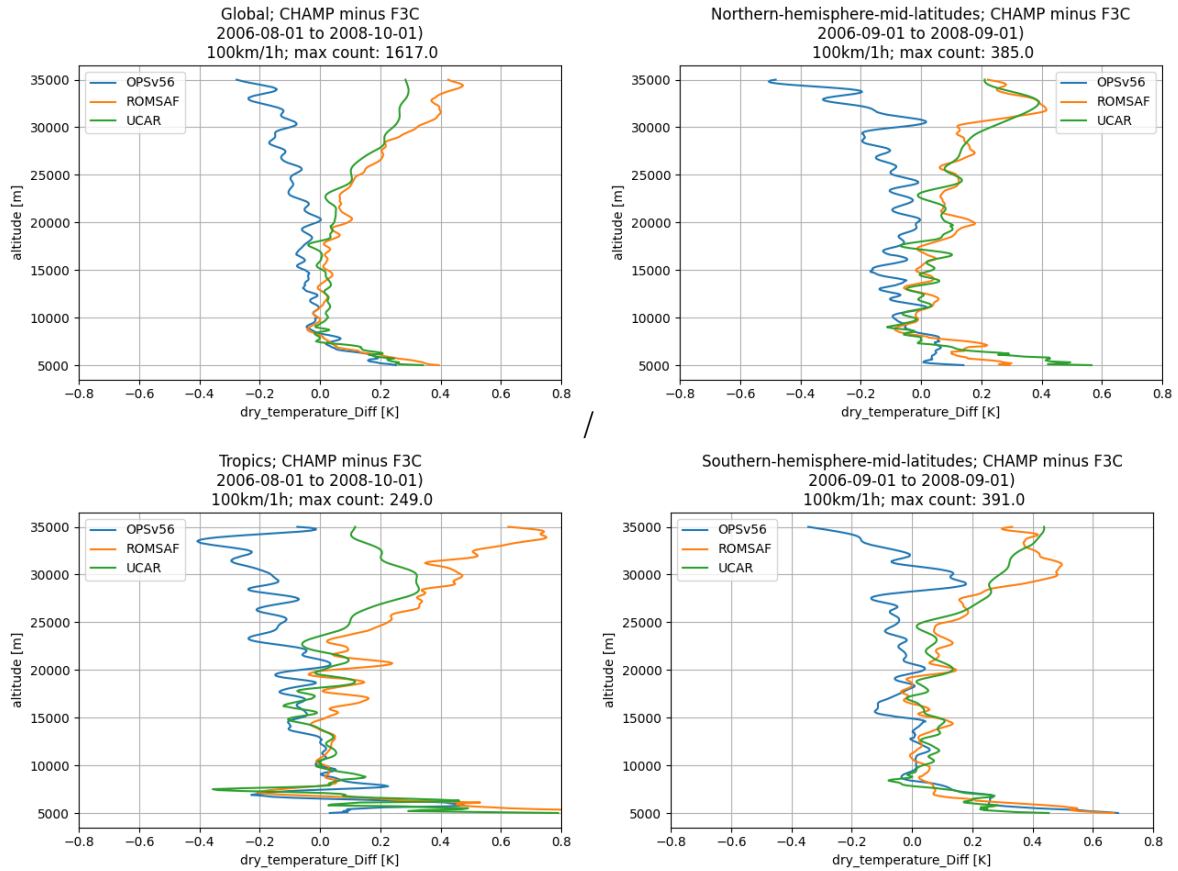 Global; CHAMP minus F3C
2006-08-01 to 2008-10-01)
100km/1h; max count: 1617.0
35000
30000
25000
20000
15000
10000
5000
altitude [m]
OPSv56
ROMSAF
UCAR
−0.8 −0.6 −0.4 −0.2 0.0 0.2 0.4 0.6 0.8
dry_temperature_Diff [K]
Northern-hemisphere-mid-latitudes; CHAMP minus F3C
2006-09-01 to 2008-09-01)
100km/1h; max count: 385.0
35000
30000
25000
20000
15000
10000
5000
altitude [m]
OPSv56
ROMSAF
UCAR
−0.8 −0.6 −0.4 −0.2 0.0 0.2 0.4 0.6 0.8
dry_temperature_Diff [K]
/
Tropics; CHAMP minus F3C
2006-08-01 to 2008-10-01)
100km/1h; max count: 249.0
35000
30000
25000
20000
15000
10000
5000
altitude [m]
OPSv56
ROMSAF
UCAR
−0.8 −0.6 −0.4 −0.2 0.0 0.2 0.4 0.6 0.8
dry_temperature_Diff [K]
Southern-hemisphere-mid-latitudes; CHAMP minus F3C
2006-09-01 to 2008-09-01)
100km/1h; max count: 391.0
35000
30000
25000
20000
15000
10000
5000
altitude [m]
OPSv56
ROMSAF
UCAR
−0.8 −0.6 −0.4 −0.2 0.0 0.2 0.4 0.6 0.8
dry_temperature_Diff [K]